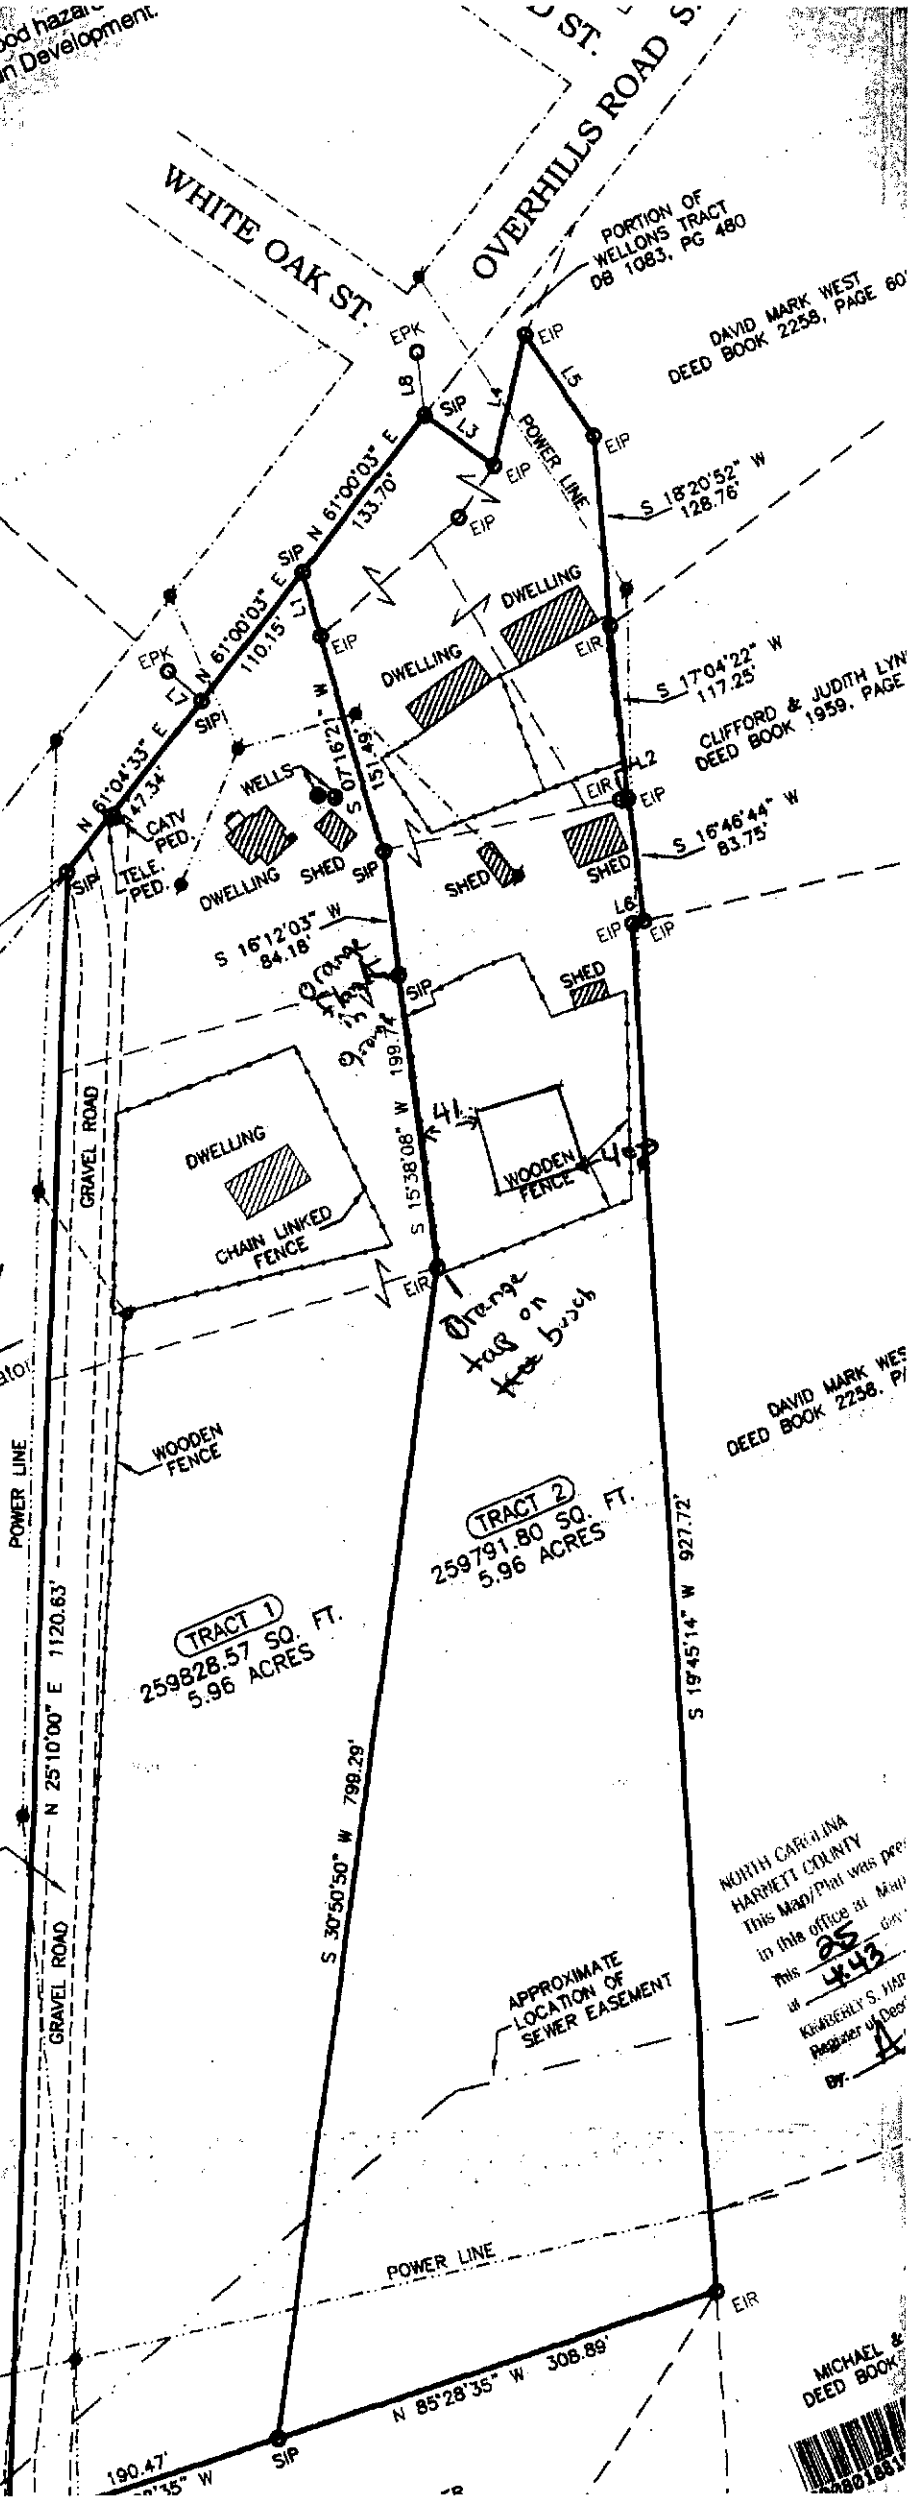 ood hazard
n Development.
ST.
OVERHILLS ROAD S
WHITE OAK ST.
PORTION OF
WELLONS TRACT
DB 1083, PG 480
DAVID MARK WEST
DEED BOOK 2258, PAGE 60
EPK
L8
SIP
L3
L4
EIP
L5
EIP
EIP
POWER LINE
EIP
S 18°20'52" W
128.76'
N 61°00'03" E
133.70'
SIP
N 61°00'03" E
110.15'
L1
EIP
EPK
L7
SIP
DWELLING
DWELLING
EIR
S 17°04'22" W
117.25'
CLIFFORD & JUDITH LYN
DEED BOOK 1959, PAGE
S 07°16'27" W
151.49'
L2
EIR
EIP
N 61°04'33" E
147.34'
WELLS
CATV
PED.
TELE.
PED.
SIP
DWELLING
SHED
SIP
SHED
SHED
S 16°46'44" W
83.75'
L6
EIP
EIP
S 16°12'03" W
84.18'
Orange
SIP
SHED
199.74
S 15°38'08" W
41
WOODEN
FENCE
GRAVEL ROAD
DWELLING
CHAIN LINKED
FENCE
EIR
Orange
tag on
bush
ator
POWER LINE
WOODEN
FENCE
DAVID MARK WES
DEED BOOK 2258, P
TRACT 2
259791.80 SQ. FT.
5.96 ACRES
S 19°45'14" W 927.72'
TRACT 1
259828.57 SQ. FT.
5.96 ACRES
N 25°10'00" E 1120.63'
S 30°50'50" W 799.29'
GRAVEL ROAD
APPROXIMATE
LOCATION OF
SEWER EASEMENT
NORTH CAROLINA
HARNETT COUNTY
This Map/Plat was pres
in this office at Map
This 25 day
at 4:43
KIMBERLY S. HAR
Register of Deed
By:
POWER LINE
EIR
N 85°28'35" W 308.89'
SIP
190.47'
35" W
MICHAEL &
DEED BOOK